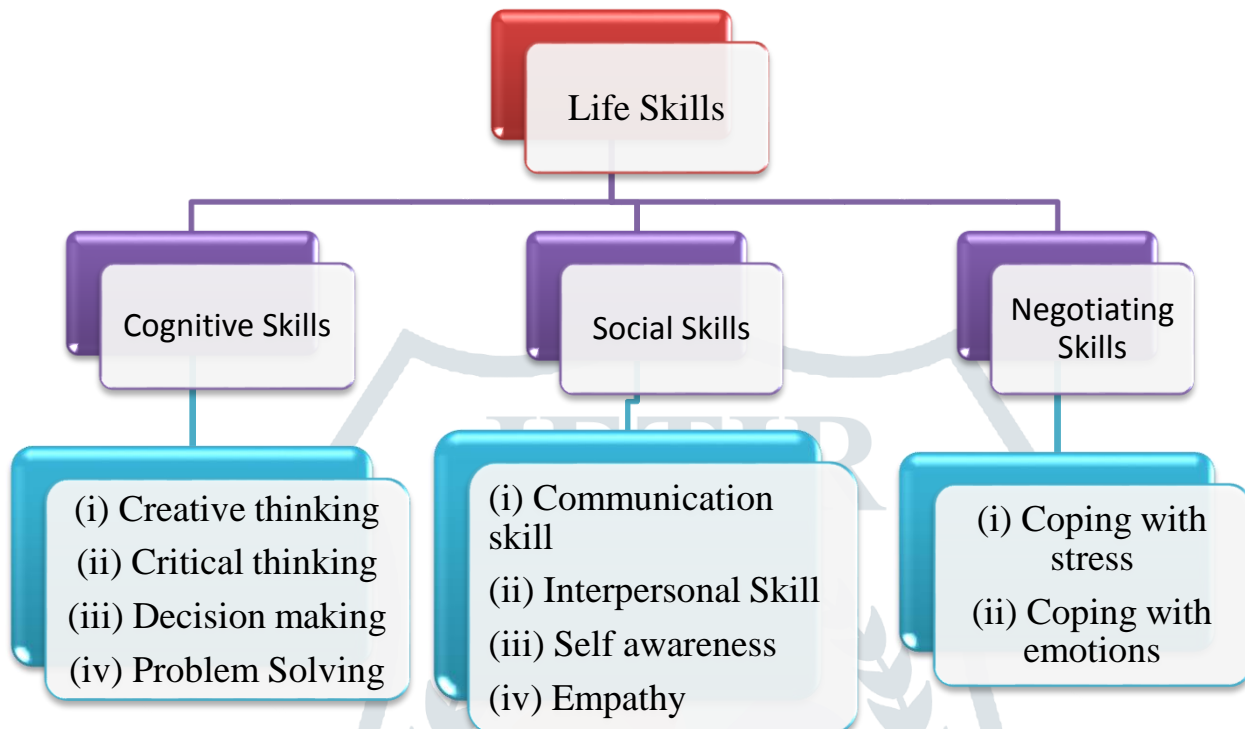 Life Skills
Cognitive Skills
Social Skills
Negotiating
Skills
(i) Creative thinking
(ii) Critical thinking
(iii) Decision making
(iv) Problem Solving
(i) Communication
skill
(ii) Interpersonal Skill
(iii) Self awareness
(iv) Empathy
(i) Coping with
stress
(ii) Coping with
emotions
JETIR